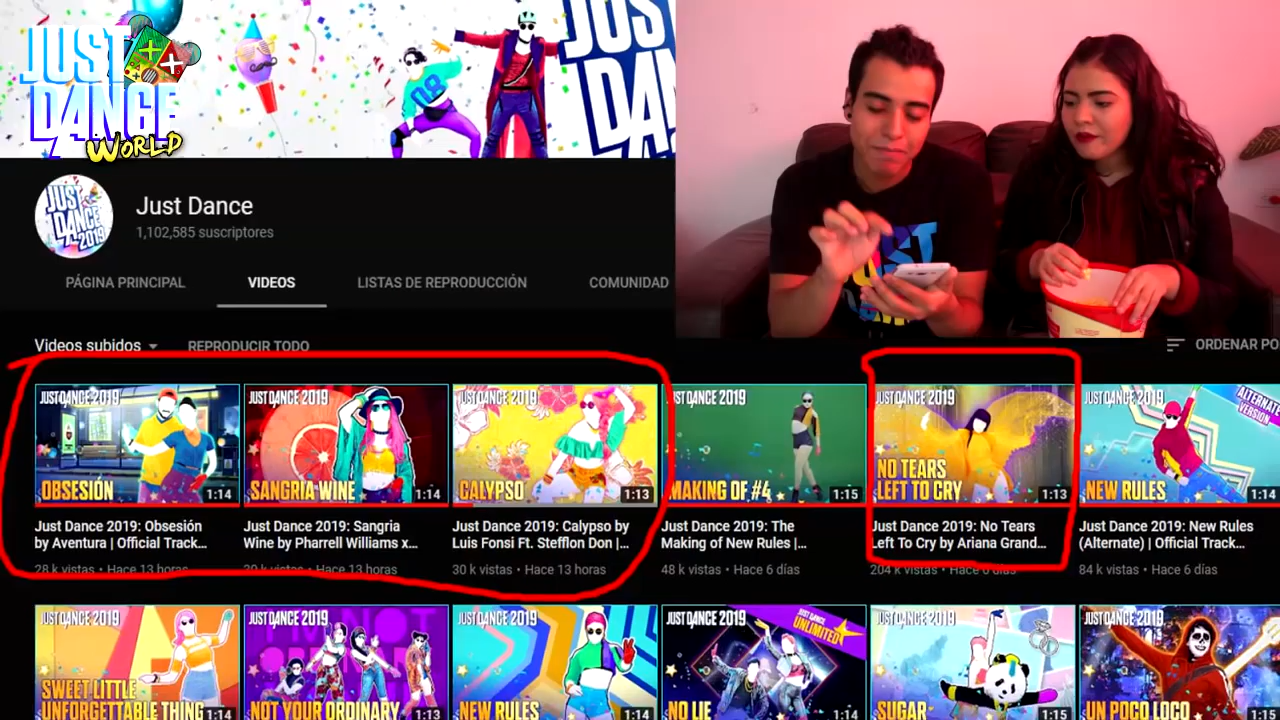 JUST
DANCE
WORLD
JUST
DAN
JUST
DANCE
2019
Just Dance
1,102,585 suscriptores
PÁGINA PRINCIPAL
VIDEOS
LISTAS DE REPRODUCCIÓN
COMUNIDAD
Videos subidos
REPRODUCIR TODO
ORDENAR PO
JUST DANCE 2019
OBSESIÓN
1:14
JUST DANCE 2019
SANGRIA WINE
1:14
JUST DANCE 2019
CALYPSO
1:13
JUST DANCE 2019
MAKING OF #4
1:15
JUST DANCE 2019
NO TEARS
LEFT TO CRY
1:13
JUST DANCE 2019
ALTERNATE
VERSION
NEW RULES
1:14
Just Dance 2019: Obsesión
by Aventura | Official Track...
28 k vistas • Hace 13 horas
Just Dance 2019: Sangria
Wine by Pharrell Williams x...
Hace 13 horas
Just Dance 2019: Calypso by
Luis Fonsi Ft. Stefflon Don |...
30 k vistas • Hace 13 horas
Just Dance 2019: The
Making of New Rules |...
48 k vistas • Hace 6 días
Just Dance 2019: No Tears
Left To Cry by Ariana Grand...
204 k vistas • Hace 6 días
Just Dance 2019: New Rules
(Alternate) | Official Track...
84 k vistas • Hace 6 días
JUST DANCE 2019
SWEET LITTLE
UNFORGETTABLE THING
1:14
JUST DANCE 2019
NOT YOUR ORDINARY
1:13
JUST DANCE 2019
NEW RULES
1:14
JUST DANCE 2019
JUST DANCE
UNLIMITED
NO LIE
1:14
JUST DANCE 2019
SUGAR
1:15
JUST DANCE 2019
UN POCO LOCO
1:15